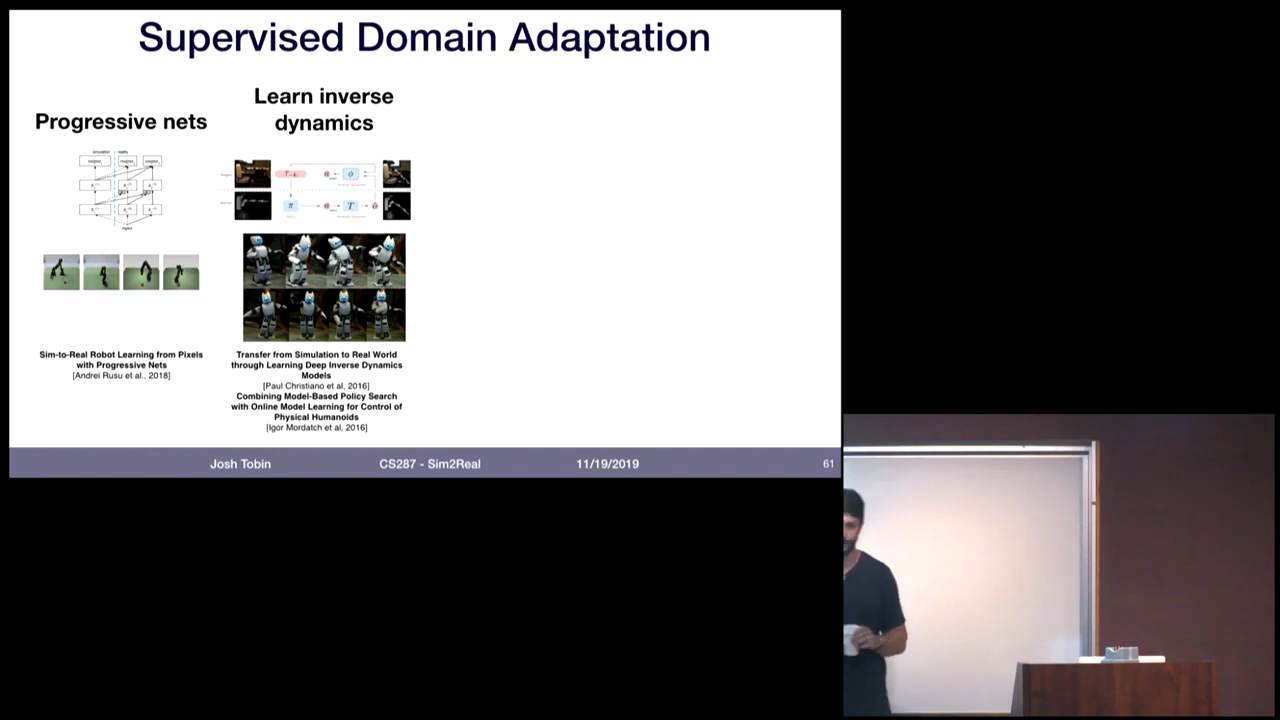 Supervised Domain Adaptation
Progressive nets
simulation
reality
input
Sim-to-Real Robot Learning from Pixels
with Progressive Nets
[Andrei Rusu et al., 2018]
Learn inverse
dynamics
π
T
ϕ
Transfer from Simulation to Real World
through Learning Deep Inverse Dynamics
Models
[Paul Christiano et al, 2016]
Combining Model-Based Policy Search
with Online Model Learning for Control of
Physical Humanoids
[Igor Mordatch et al, 2016]
Josh Tobin
CS287 - Sim2Real
11/19/2019
61